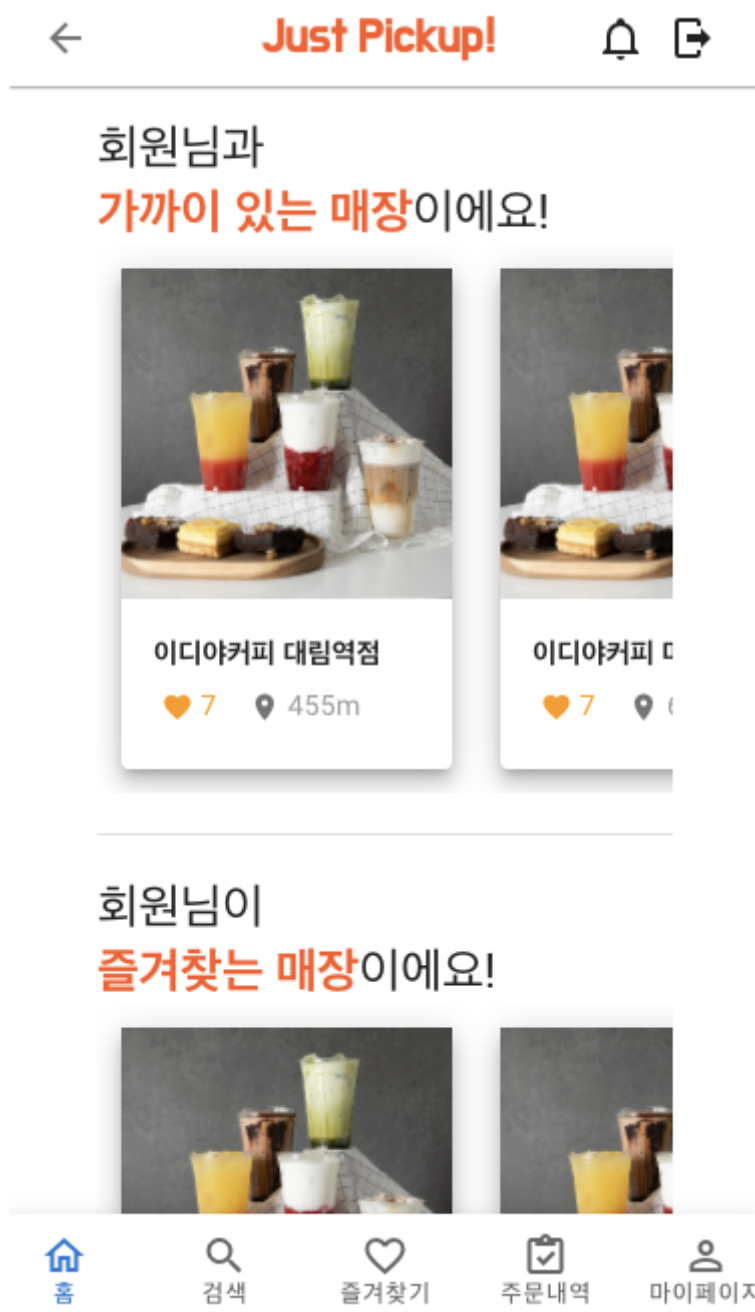 Just Pickup!
회원님과
가까이 있는 매장이에요!
이디야커피 대림역점
이디야커피
7 455m
7
회원님이
즐겨찾는 매장이에요!
홈 검색 즐겨찾기 주문내역 마이페이지